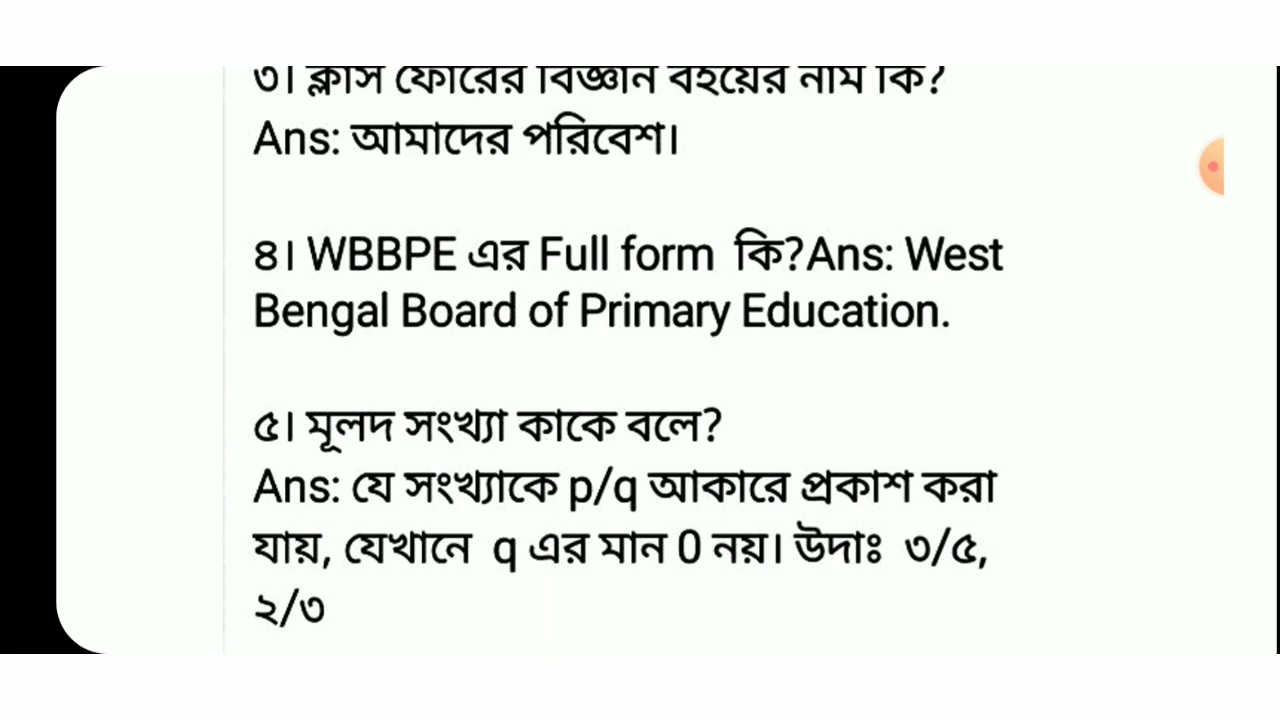 ৩। ক্লাস ফোরের বিজ্ঞান বইয়ের নাম কি?
Ans: আমাদের পরিবেশ।
৪। WBBPE এর Full form কি?Ans: West
Bengal Board of Primary Education.
৫। মূলদ সংখ্যা কাকে বলে?
Ans: যে সংখ্যাকে p/q আকারে প্রকাশ করা
যায়, যেখানে q এর মান 0 নয়। উদাঃ ৩/৫,
২/৩